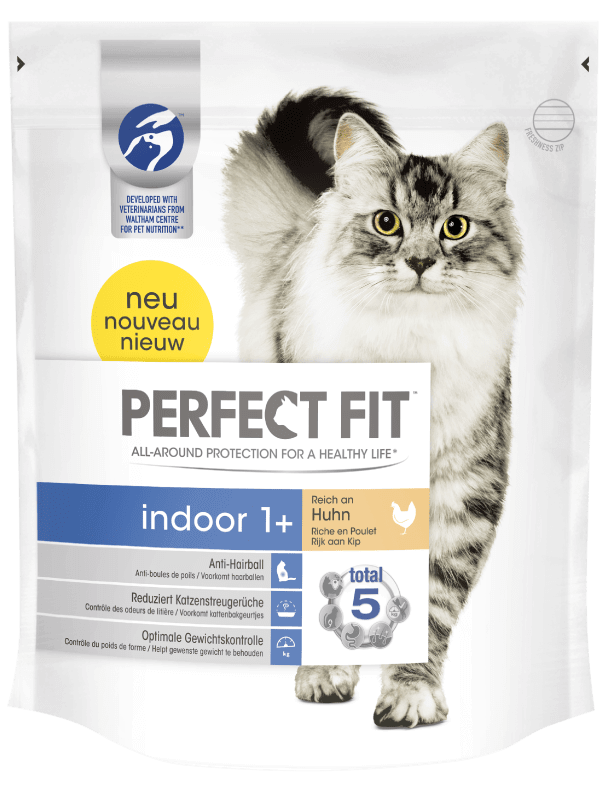 DEVELOPED WITH
VETERINARIANS FROM
WALTHAM CENTRE
FOR PET NUTRITION**
FRESHNESS ZIP
neu
nouveau
nieuw
PERFECT FIT™
ALL-AROUND PROTECTION FOR A HEALTHY LIFE*
indoor 1+
Reich an
Huhn
Riche en Poulet
Rijk aan Kip
Anti-Hairball
Anti-boules de poils / Voorkomt haarballen
Reduziert Katzenstreugerüche
Contrôle des odeurs de litière / Voorkomt kattenbakgeurtjes
Optimale Gewichtskontrolle
Contrôle du poids de forme / Helpt gewenste gewicht te behouden
kg
total
5